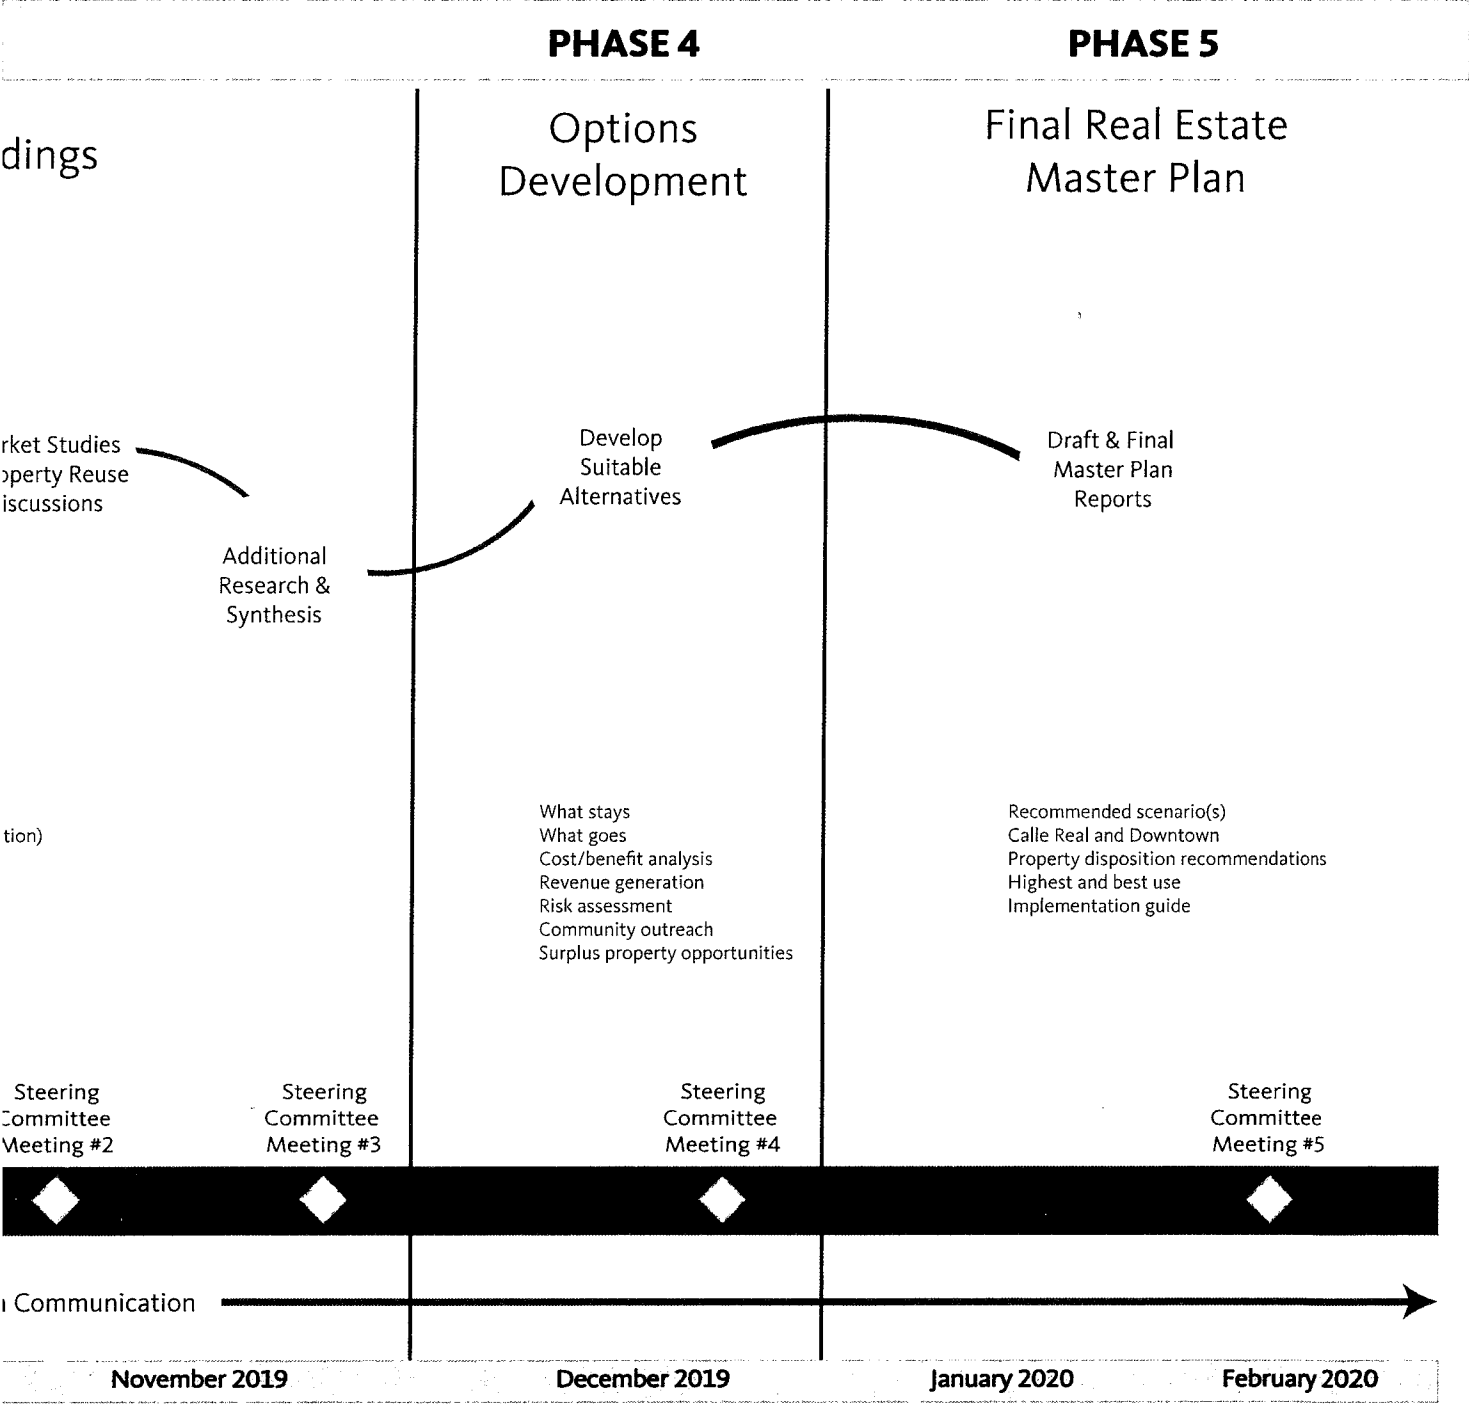 PHASE 4
PHASE 5
dings
Options
Development
Final Real Estate
Master Plan
rket Studies
operty Reuse
iscussions
Additional
Research &
Synthesis
Develop
Suitable
Alternatives
Draft & Final
Master Plan
Reports
tion)
What stays
What goes
Cost/benefit analysis
Revenue generation
Risk assessment
Community outreach
Surplus property opportunities
Recommended scenario(s)
Calle Real and Downtown
Property disposition recommendations
Highest and best use
Implementation guide
Steering
Committee
Meeting #2
Steering
Committee
Meeting #3
Steering
Committee
Meeting #4
Steering
Committee
Meeting #5
Communication
November 2019
December 2019
January 2020
February 2020